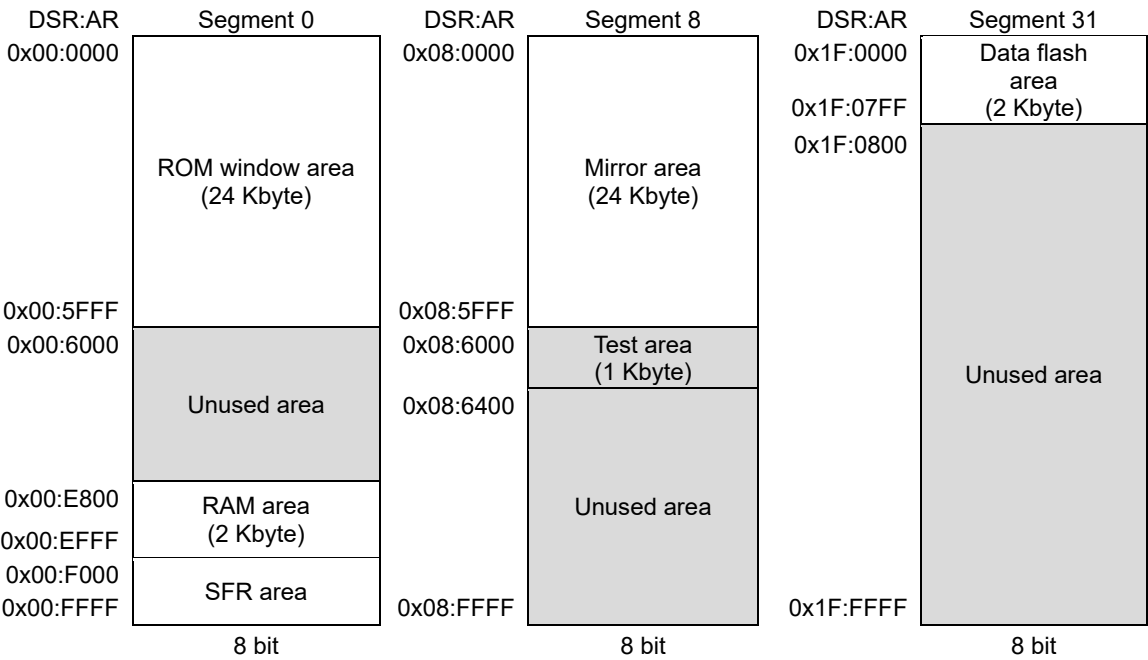 DSR:AR Segment 0
0x00:0000
ROM window area
(24 Kbyte)
0x00:5FFF
0x00:6000
Unused area
0x00:E800
RAM area
(2 Kbyte)
0x00:EFFF
0x00:F000
SFR area
0x00:FFFF
8 bit
DSR:AR Segment 8
0x08:0000
Mirror area
(24 Kbyte)
0x08:5FFF
0x08:6000
Test area
(1 Kbyte)
0x08:6400
Unused area
0x08:FFFF
8 bit
DSR:AR Segment 31
0x1F:0000
Data flash
area
(2 Kbyte)
0x1F:07FF
0x1F:0800
Unused area
0x1F:FFFF
8 bit